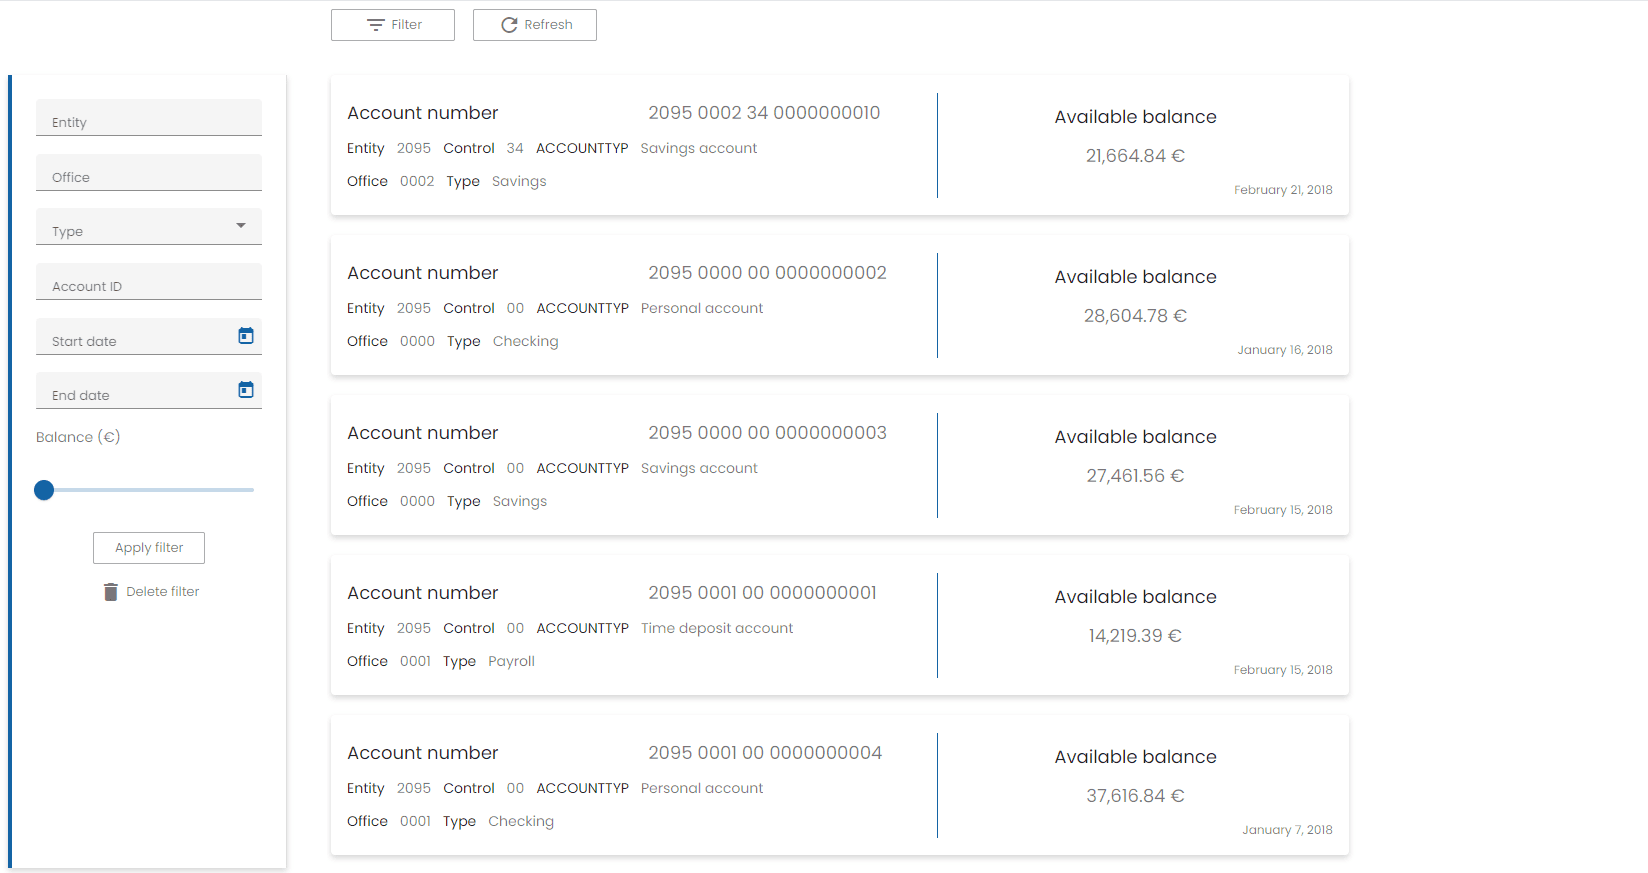 Filter
Refresh
Entity
Office
Type
Account ID
Start date
End date
Balance (€)
Apply filter
Delete filter
Account number 2095 0002 34 0000000010
Entity 2095 Control 34 ACCOUNTTYP Savings account
Office 0002 Type Savings
Available balance
21,664.84 €
February 21, 2018
Account number 2095 0000 00 0000000002
Entity 2095 Control 00 ACCOUNTTYP Personal account
Office 0000 Type Checking
Available balance
28,604.78 €
January 16, 2018
Account number 2095 0000 00 0000000003
Entity 2095 Control 00 ACCOUNTTYP Savings account
Office 0000 Type Savings
Available balance
27,461.56 €
February 15, 2018
Account number 2095 0001 00 0000000001
Entity 2095 Control 00 ACCOUNTTYP Time deposit account
Office 0001 Type Payroll
Available balance
14,219.39 €
February 15, 2018
Account number 2095 0001 00 0000000004
Entity 2095 Control 00 ACCOUNTTYP Personal account
Office 0001 Type Checking
Available balance
37,616.84 €
January 7, 2018